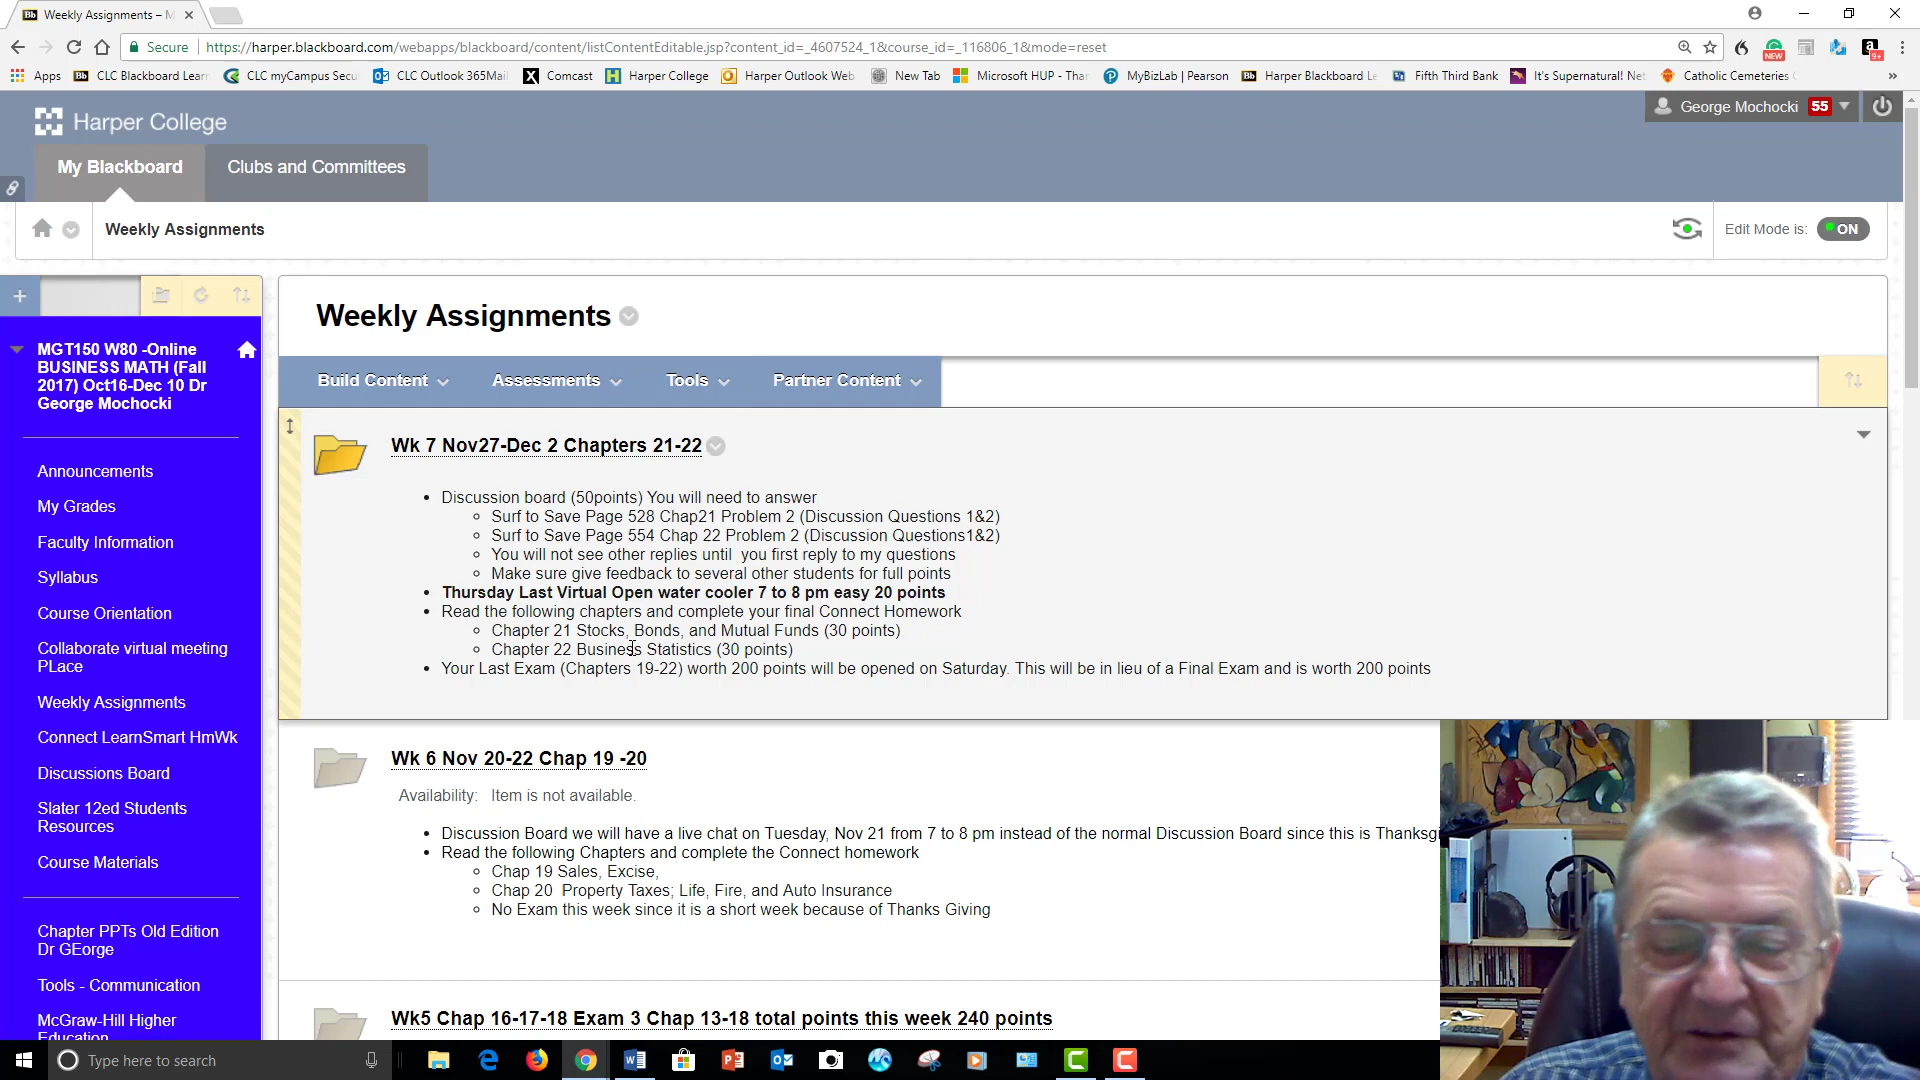 Weekly Assignments – M
Secure
https://harper.blackboard.com/webapps/blackboard/content/listContentEditable.jsp?content_id=_4607524_1&course_id=_116806_1&mode=reset
NEW
9+
Apps
CLC Blackboard Lear
CLC myCampus Secu
CLC Outlook 365Mail
Comcast
Harper College
Harper Outlook Web
New Tab
Microsoft HUP - Than
MyBizLab | Pearson
Harper Blackboard Le
Fifth Third Bank
It's Supernatural! Net
Catholic Cemeteries
Harper College
George Mochocki 55
My Blackboard
Clubs and Committees
Weekly Assignments
Edit Mode is: ON
MGT150 W80 -Online
BUSINESS MATH (Fall
2017) Oct16-Dec 10 Dr
George Mochocki
Announcements
My Grades
Faculty Information
Syllabus
Course Orientation
Collaborate virtual meeting
PLace
Weekly Assignments
Connect LearnSmart HmWk
Discussions Board
Slater 12ed Students
Resources
Course Materials
Chapter PPTs Old Edition
Dr GEorge
Tools - Communication
McGraw-Hill Higher
Education
Weekly Assignments
Build Content
Assessments
Tools
Partner Content
Wk 7 Nov27-Dec 2 Chapters 21-22
Discussion board (50points) You will need to answer
Surf to Save Page 528 Chap21 Problem 2 (Discussion Questions 1&2)
Surf to Save Page 554 Chap 22 Problem 2 (Discussion Questions1&2)
You will not see other replies until you first reply to my questions
Make sure give feedback to several other students for full points
Thursday Last Virtual Open water cooler 7 to 8 pm easy 20 points
Read the following chapters and complete your final Connect Homework
Chapter 21 Stocks, Bonds, and Mutual Funds (30 points)
Chapter 22 Business Statistics (30 points)
Your Last Exam (Chapters 19-22) worth 200 points will be opened on Saturday. This will be in lieu of a Final Exam and is worth 200 points
Wk 6 Nov 20-22 Chap 19 -20
Availability: Item is not available.
Discussion Board we will have a live chat on Tuesday, Nov 21 from 7 to 8 pm instead of the normal Discussion Board since this is Thanksgi
Read the following Chapters and complete the Connect homework
Chap 19 Sales, Excise,
Chap 20 Property Taxes; Life, Fire, and Auto Insurance
No Exam this week since it is a short week because of Thanks Giving
Wk5 Chap 16-17-18 Exam 3 Chap 13-18 total points this week 240 points
Type here to search